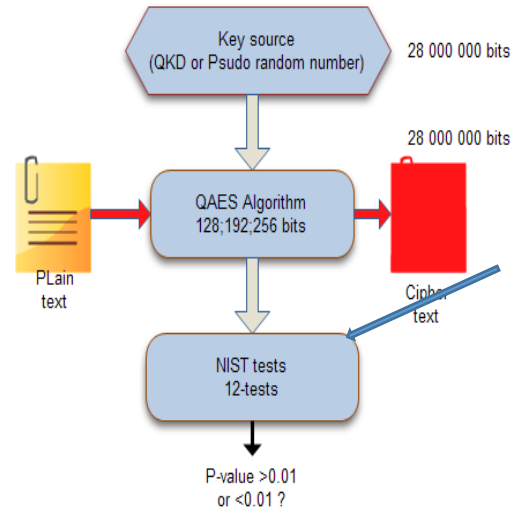 Key source
(QKD or Psudo random number)
28 000 000 bits
28 000 000 bits
QAES Algorithm
128;192;256 bits
PLain
text
Cipher
text
NIST tests
12-tests
P-value >0.01
or <0.01 ?